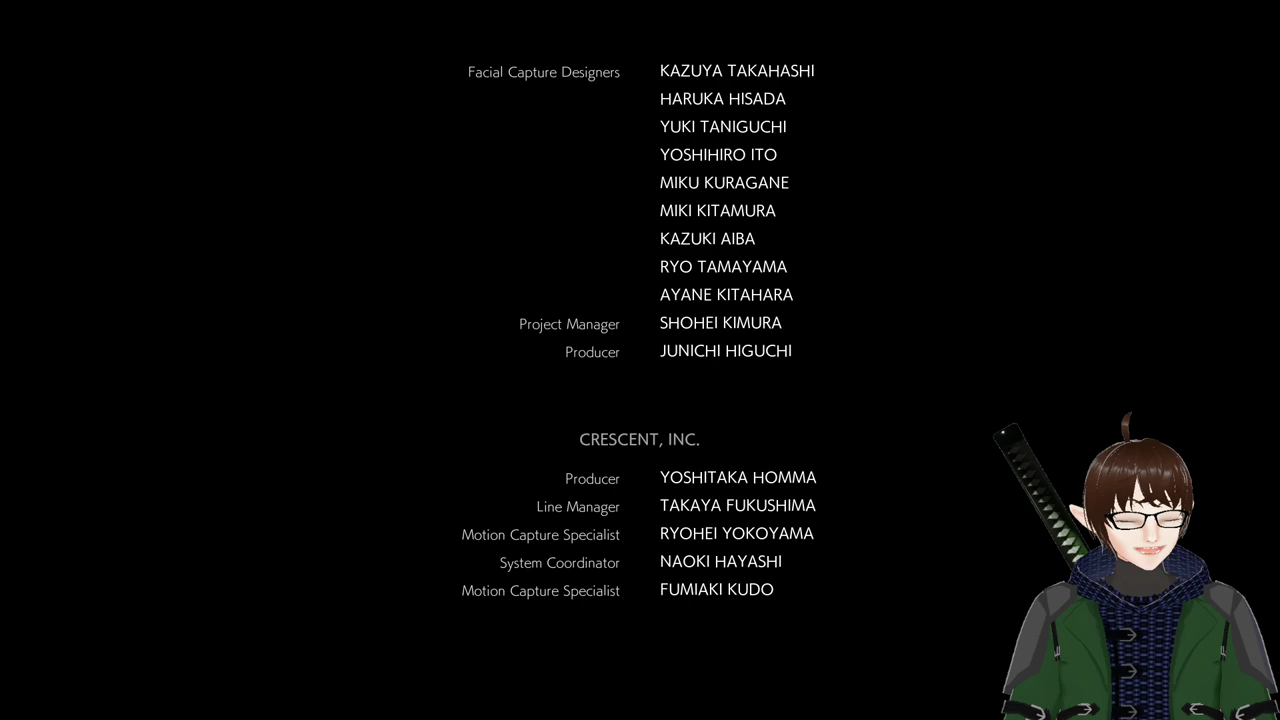 Facial Capture Designers KAZUYA TAKAHASHI
HARUKA HISADA
YUKI TANIGUCHI
YOSHIHIRO ITO
MIKU KURAGANE
MIKI KITAMURA
KAZUKI AIBA
RYO TAMAYAMA
AYANE KITAHARA
Project Manager SHOHEI KIMURA
Producer JUNICHI HIGUCHI
CRESCENT, INC.
Producer YOSHITAKA HOMMA
Line Manager TAKAYA FUKUSHIMA
Motion Capture Specialist RYOHEI YOKOYAMA
System Coordinator NAOKI HAYASHI
Motion Capture Specialist FUMIAKI KUDO